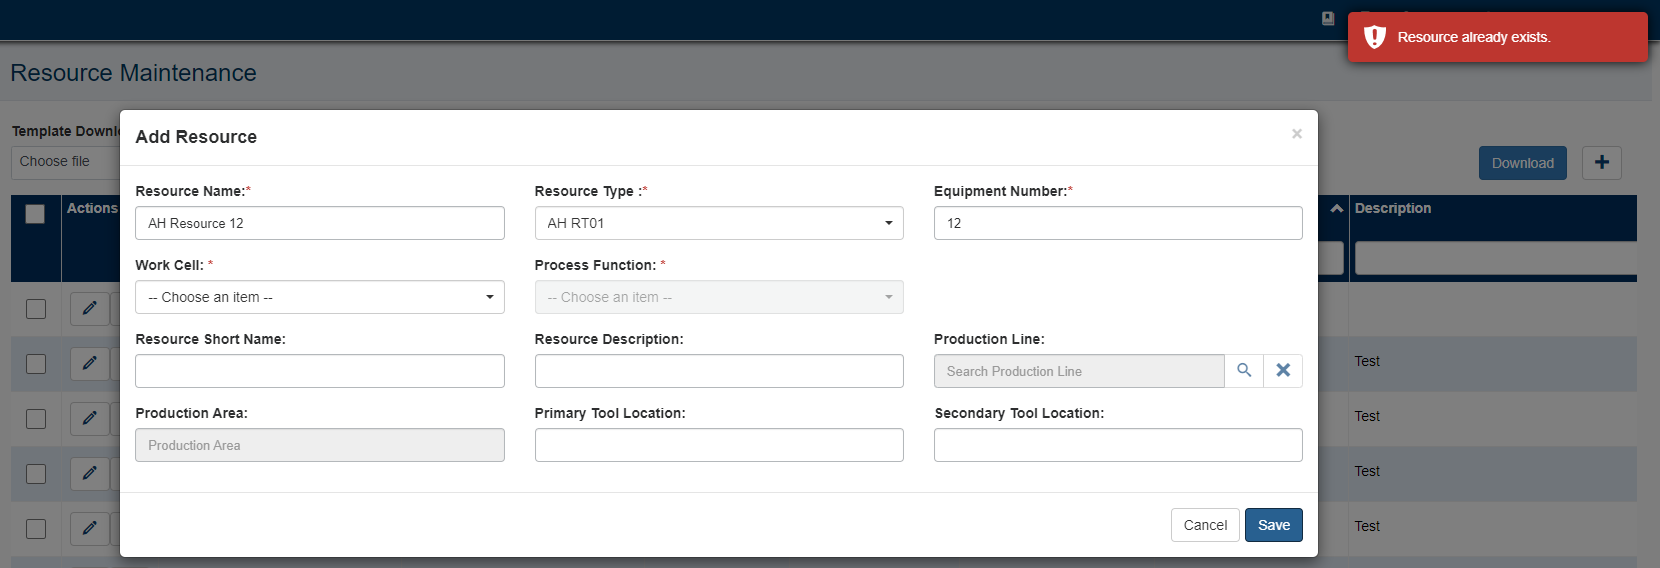 Resource already exists.
Resource Maintenance
Template Downl
Choose file
Download
Actions
Description
Test
Test
Test
Test
Add Resource
×
Resource Name:*
Resource Type :*
Equipment Number:*
AH Resource 12
AH RT01
12
Work Cell: *
Process Function: *
-- Choose an item --
-- Choose an item --
Resource Short Name:
Resource Description:
Production Line:
Search Production Line
Production Area:
Primary Tool Location:
Secondary Tool Location:
Production Area
Cancel
Save